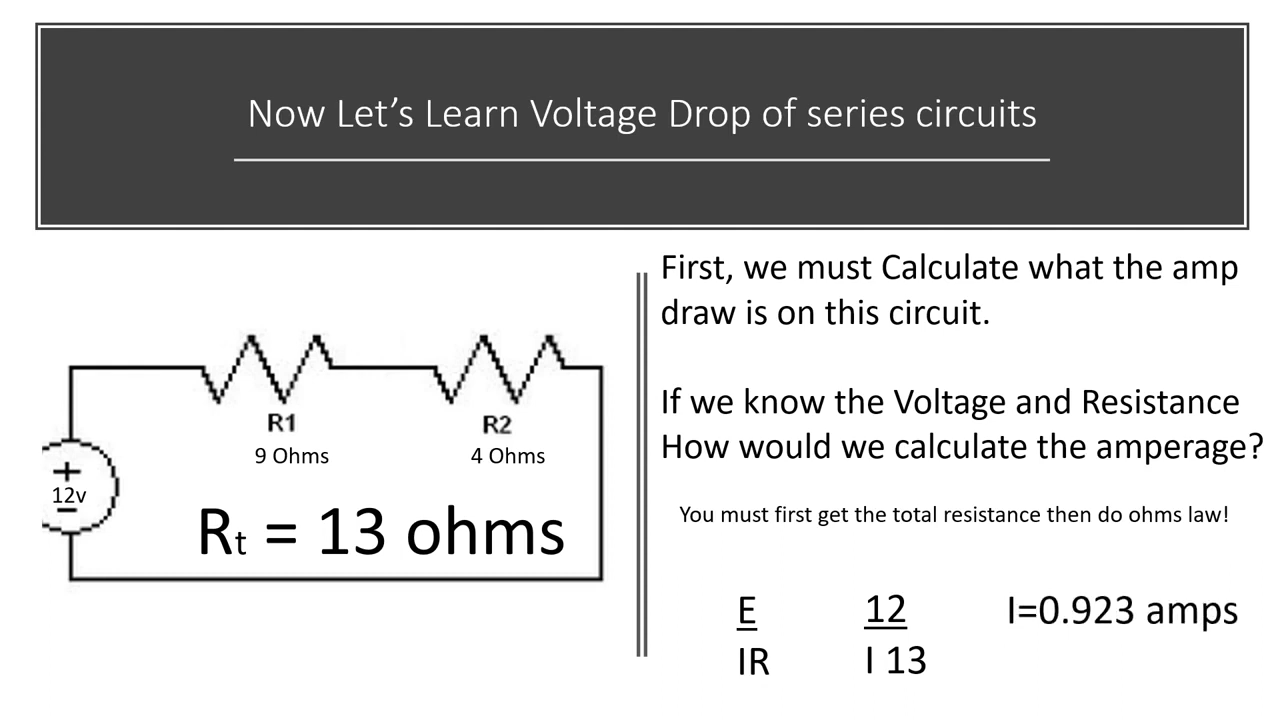 Now Let’s Learn Voltage Drop of series circuits
First, we must Calculate what the amp
draw is on this circuit.
If we know the Voltage and Resistance
How would we calculate the amperage?
You must first get the total resistance then do ohms law!
R1
R2
9 Ohms
4 Ohms
+
12v
−
Rt = 13 ohms
E
IR
12
I 13
I=0.923 amps